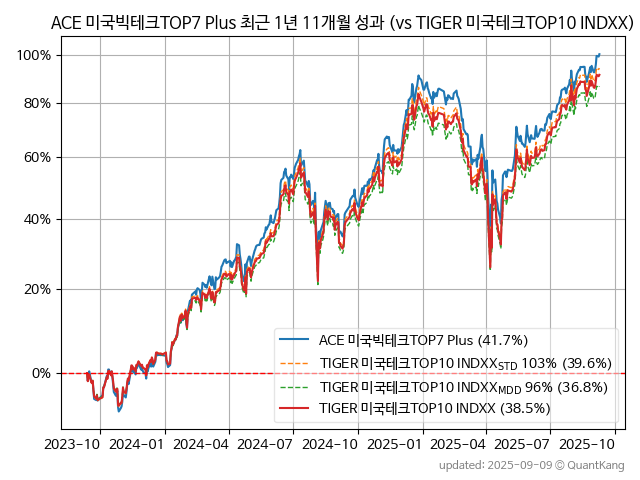 ACE 미국빅테크TOP7 Plus 최근 1년 11개월 성과 (vs TIGER 미국테크TOP10 INDXX)
100%
80%
60%
40%
20%
0%
ACE 미국빅테크TOP7 Plus (41.7%)
TIGER 미국테크TOP10 INDXX STD 103% (39.6%)
TIGER 미국테크TOP10 INDXX MDD 96% (36.8%)
TIGER 미국테크TOP10 INDXX (38.5%)
2023-10 2024-01 2024-04 2024-07 2024-10 2025-01 2025-04 2025-07 2025-10
updated: 2025-09-09 © QuantKang